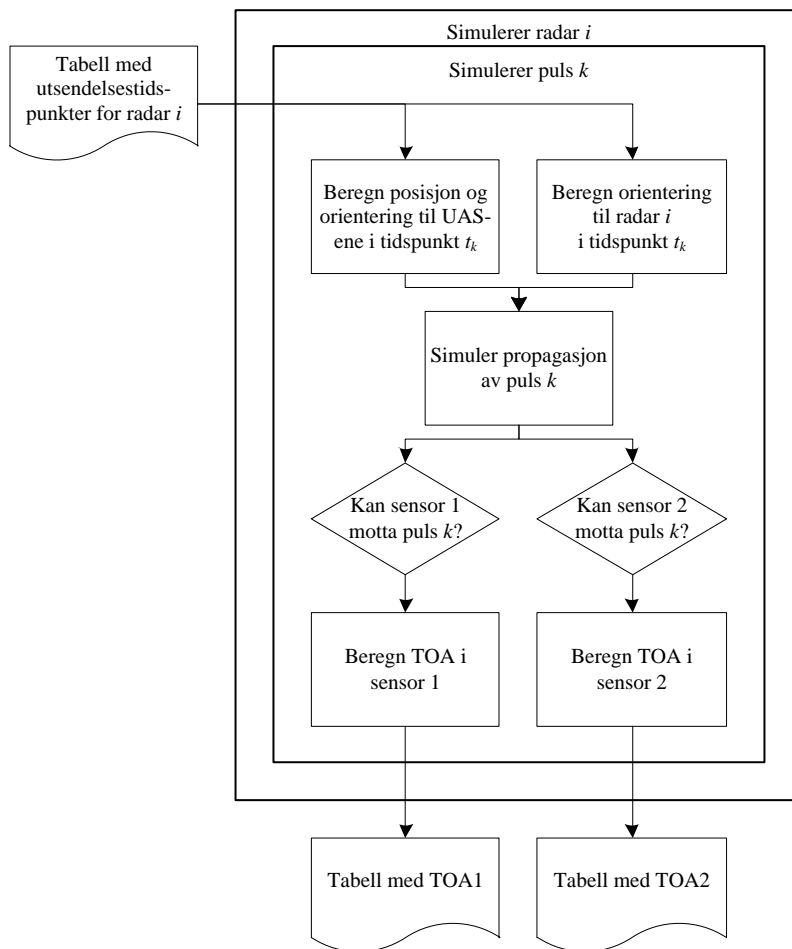 Simulerer radar i
Simulerer puls k
Tabell med
utsendelsestids-
punkter for radar i
Beregn posisjon og
orientering til UAS-
ene i tidspunkt tk
Beregn orientering
til radar i
i tidspunkt tk
Simuler propagasjon
av puls k
Kan sensor 1
motta puls k?
Kan sensor 2
motta puls k?
Beregn TOA i
sensor 1
Beregn TOA i
sensor 2
Tabell med TOA1
Tabell med TOA2